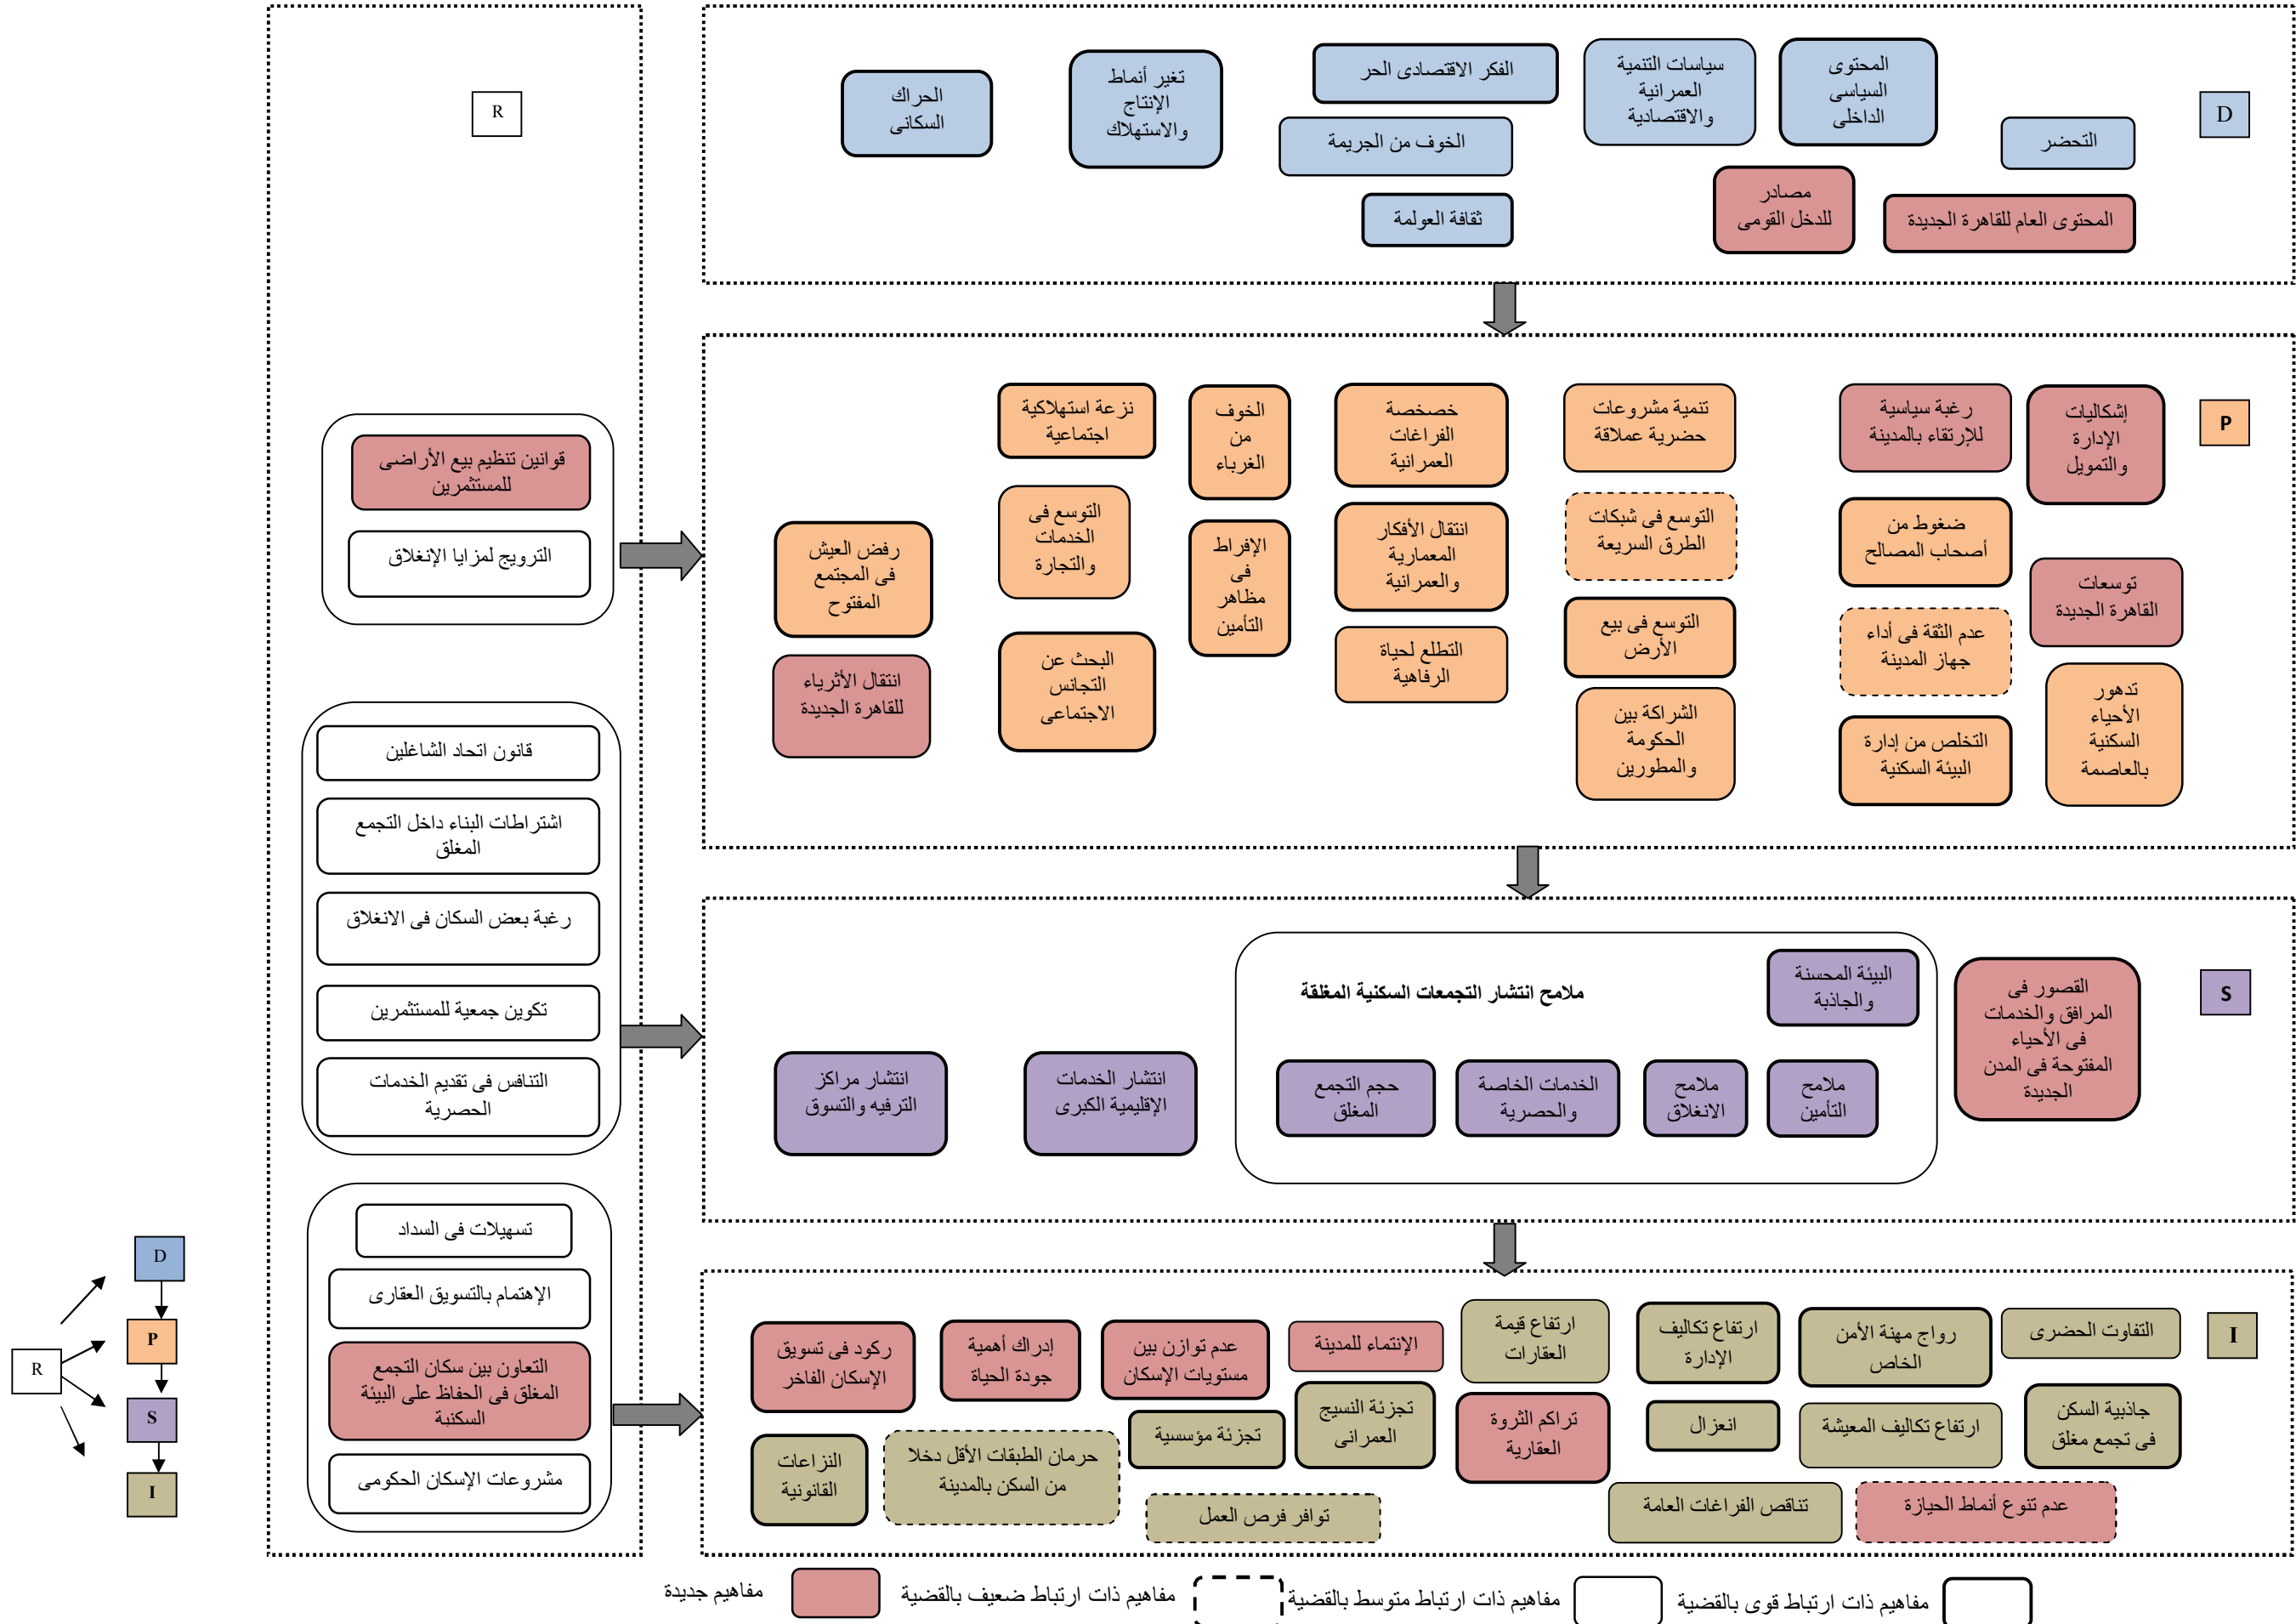 D
المحتوى
السياسى
الداخلى
سياسات التنمية
العمرانية
والاقتصادية
الفكر الاقتصادى الحر
تغير أنماط
الإنتاج
والاستهلاك
الحراك
السكانى
التحضر
الخوف من الجريمة
مصادر
للدخل القومى
المحتوى العام للقاهرة الجديدة
ثقافة العولمة
R
P
إشكاليات
الإدارة
والتمويل
رغبة سياسية
للإرتقاء بالمدينة
تنمية مشروعات
حضرية عملاقة
خصخصة
الفراغات
العمرانية
الخوف
من
الغرباء
نزعة استهلاكية
اجتماعية
ضغوط من
أصحاب المصالح
التوسع فى شبكات
الطرق السريعة
انتقال الأفكار
المعمارية
والعمرانية
الإفراط
فى
مظاهر
التأمين
التوسع فى
الخدمات
والتجارة
رفض العيش
فى المجتمع
المفتوح
توسعات
القاهرة الجديدة
عدم الثقة فى أداء
جهاز المدينة
التوسع فى بيع
الأرض
التطلع لحياة
الرفاهية
البحث عن
التجانس
الاجتماعى
انتقال الأثرياء
للقاهرة الجديدة
تدهور
الأحياء
السكنية
بالعاصمة
التخلص من إدارة
البيئة السكنية
الشراكة بين
الحكومة
والمطورين
قوانين تنظيم بيع الأراضى
للمستثمرين
الترويج لمزايا الإنغلاق
S
القصور فى
المرافق والخدمات
فى الأحياء
المفتوحة فى المدن
الجديدة
البيئة المحسنة
والجاذبة
ملامح انتشار التجمعات السكنية المغلقة
ملامح
التأمين
ملامح
الانغلاق
الخدمات الخاصة
والحصرية
حجم التجمع
المغلق
انتشار الخدمات
الإقليمية الكبرى
انتشار مراكز
الترفيه والتسوق
قانون اتحاد الشاغلين
اشتراطات البناء داخل التجمع
المغلق
رغبة بعض السكان فى الانغلاق
تكوين جمعية للمستثمرين
التنافس فى تقديم الخدمات
الحصرية
I
التفاوت الحضرى
رواج مهنة الأمن
الخاص
ارتفاع تكاليف
الإدارة
ارتفاع قيمة
العقارات
الإنتماء للمدينة
عدم توازن بين
مستويات الإسكان
إدراك أهمية
جودة الحياة
ركود فى تسويق
الإسكان الفاخر
جاذبية السكن
فى تجمع مغلق
ارتفاع تكاليف المعيشة
انعزال
تراكم الثروة
العقارية
تجزئة النسيج
العمرانى
تجزئة مؤسسية
حرمان الطبقات الأقل دخلا
من السكن بالمدينة
النزاعات
القانونية
عدم تنوع أنماط الحيازة
تناقص الفراغات العامة
توافر فرص العمل
تسهيلات فى السداد
الإهتمام بالتسويق العقارى
التعاون بين سكان التجمع
المغلق فى الحفاظ على البيئة
السكنية
مشروعات الإسكان الحكومى
D
P
R
S
I
مفاهيم ذات ارتباط قوى بالقضية
مفاهيم ذات ارتباط متوسط بالقضية
مفاهيم ذات ارتباط ضعيف بالقضية
مفاهيم جديدة